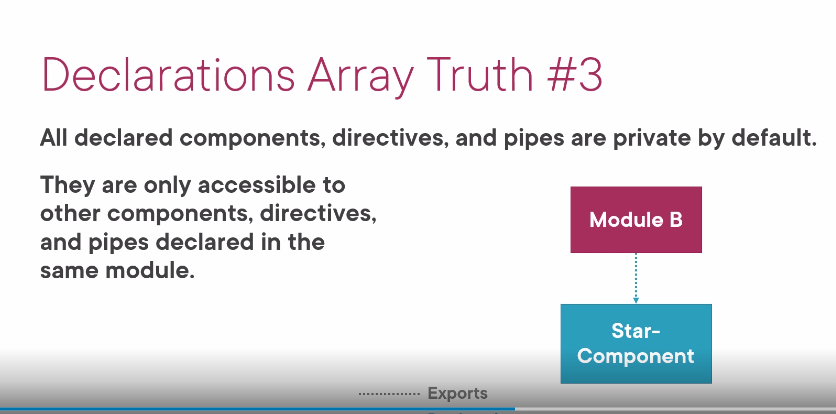 Declarations Array Truth #3
All declared components, directives, and pipes are private by default.
They are only accessible to
other components, directives,
and pipes declared in the
same module.
Module B
Star-
Component
Exports